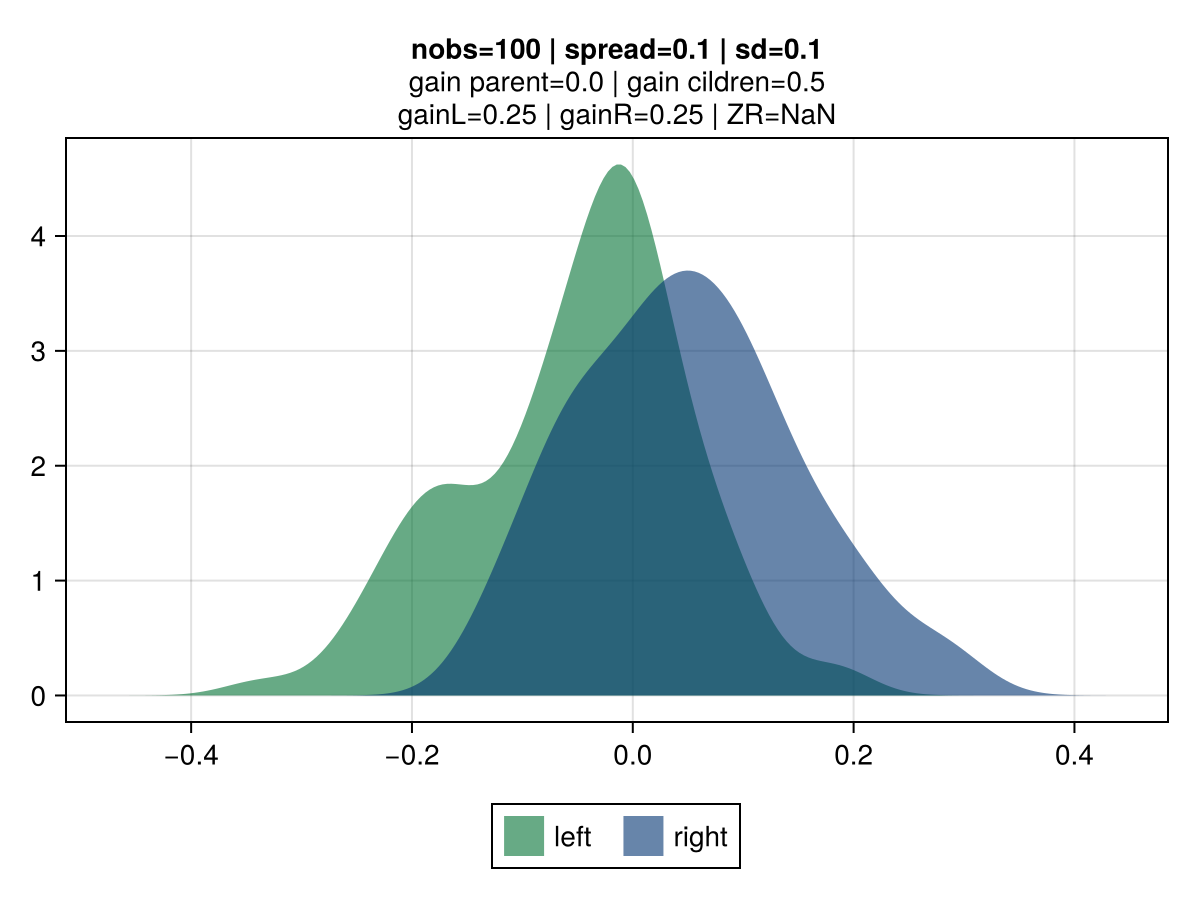 nobs=100 | spread=0.1 | sd=0.1
gain parent=0.0 | gain cildren=0.5
gainL=0.25 | gainR=0.25 | ZR=NaN
4
3
2
1
0
−0.4 −0.2 0.0 0.2 0.4
left right